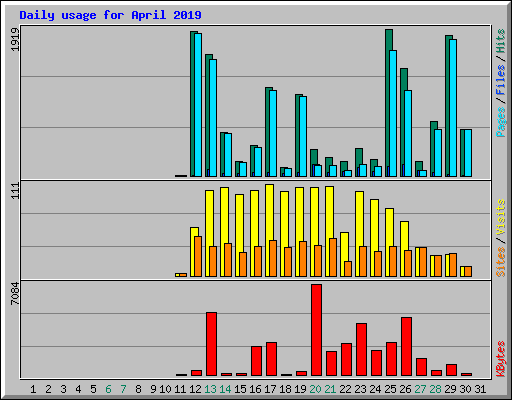 Daily usage for April 2019
1919
Pages / Files / Hits
111
Sites / Visits
7084
KBytes
1 2 3 4 5 6 7 8 9 10 11 12 13 14 15 16 17 18 19 20 21 22 23 24 25 26 27 28 29 30 31